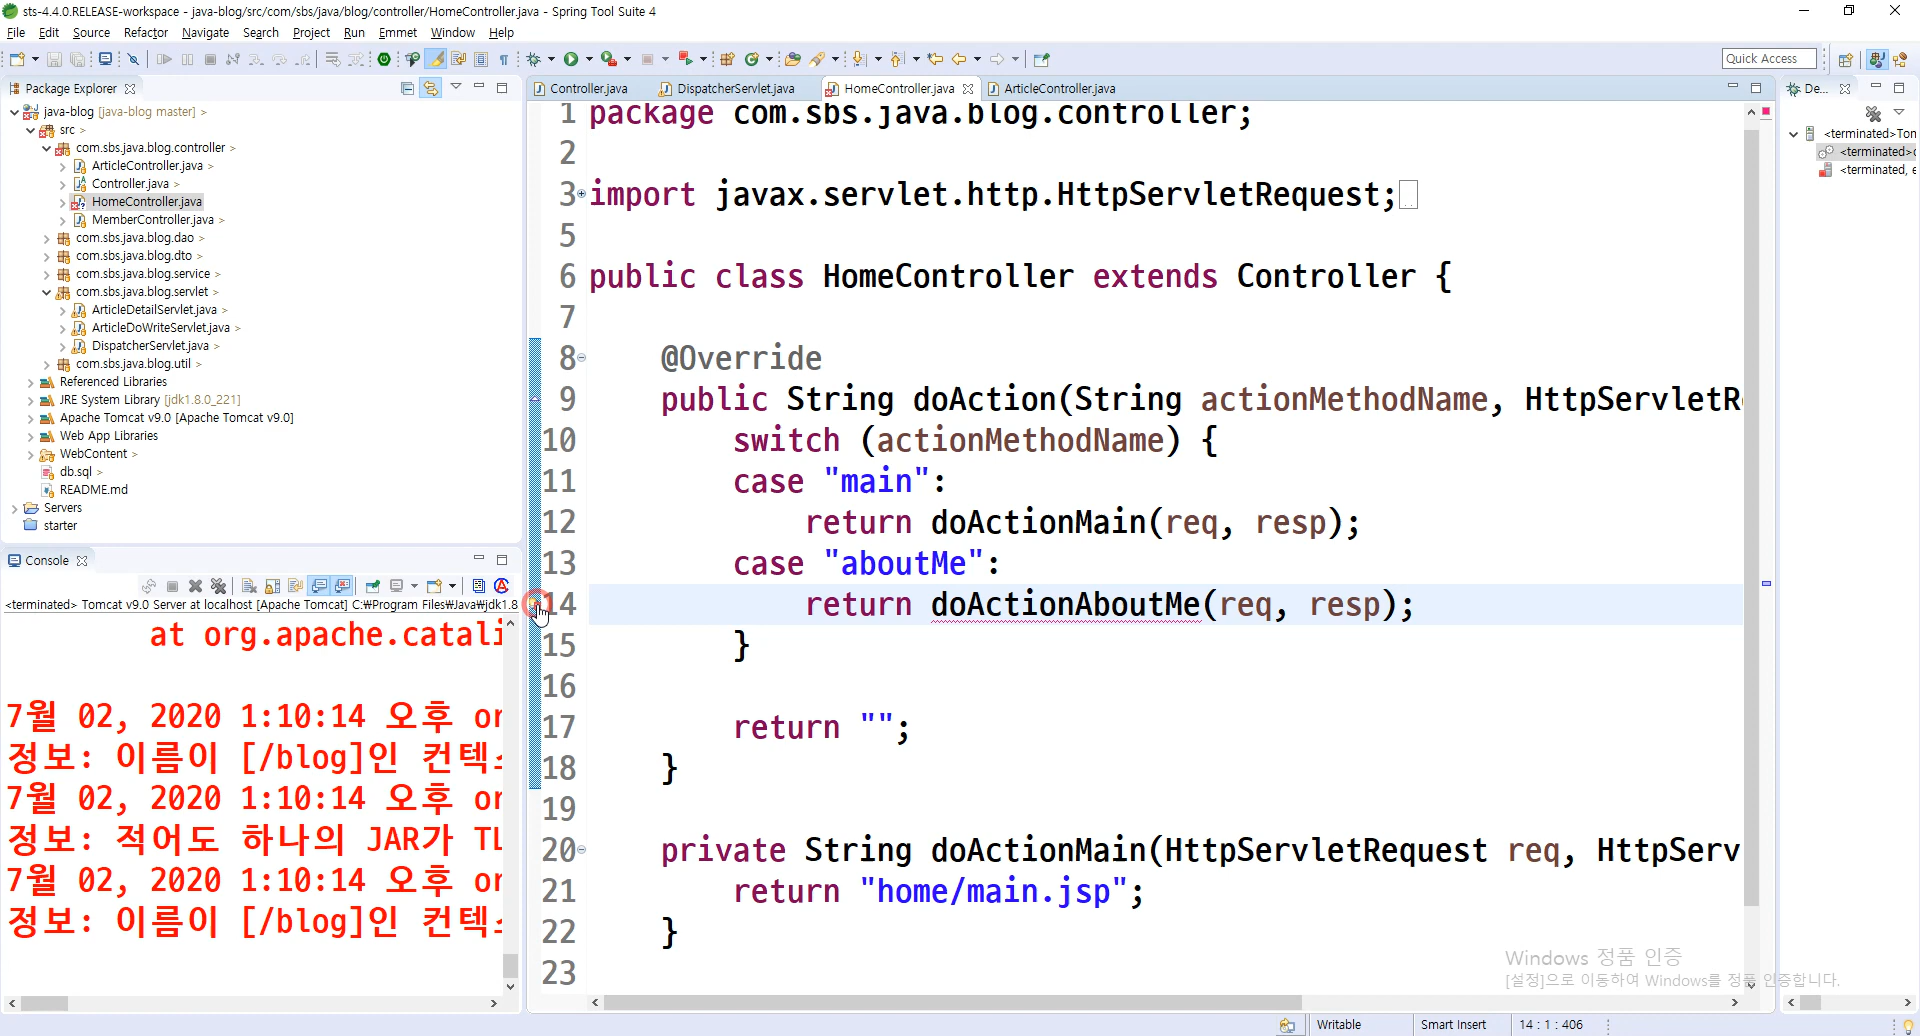 sts-4.4.0.RELEASE-workspace - java-blog/src/com/sbs/java/blog/controller/HomeController.java - Spring Tool Suite 4
File Edit Source Refactor Navigate Search Project Run Emmet Window Help
Quick Access
Package Explorer
java-blog [java-blog master] >
src >
com.sbs.java.blog.controller >
ArticleController.java >
Controller.java >
HomeController.java
MemberController.java >
com.sbs.java.blog.dao >
com.sbs.java.blog.dto >
com.sbs.java.blog.service >
com.sbs.java.blog.servlet >
ArticleDetailServlet.java >
ArticleDoWriteServlet.java >
DispatcherServlet.java >
com.sbs.java.blog.util >
Referenced Libraries
JRE System Library [jdk1.8.0_221]
Apache Tomcat v9.0 [Apache Tomcat v9.0]
Web App Libraries
WebContent >
db.sql >
README.md
Servers
starter
Console
<terminated> Tomcat v9.0 Server at localhost [Apache Tomcat] C:₩Program Files₩Java₩jdk1.8
at org.apache.catali
7월 02, 2020 1:10:14 오후 or
정보: 이름이 [/blog]인 컨텍스
7월 02, 2020 1:10:14 오후 or
정보: 적어도 하나의 JAR가 TL
7월 02, 2020 1:10:14 오후 or
정보: 이름이 [/blog]인 컨텍스
Controller.java DispatcherServlet.java HomeController.java ArticleController.java
1 package com.sbs.java.blog.controller;
2
3 import javax.servlet.http.HttpServletRequest;
5
6 public class HomeController extends Controller {
7
8 @Override
9 public String doAction(String actionMethodName, HttpServletR
10 switch (actionMethodName) {
11 case "main":
12 return doActionMain(req, resp);
13 case "aboutMe":
14 return doActionAboutMe(req, resp);
15 }
16
17 return "";
18 }
19
20 private String doActionMain(HttpServletRequest req, HttpServ
21 return "home/main.jsp";
22 }
23
De...
<terminated>Tom
<terminated>c
<terminated, e
Windows 정품 인증
[설정]으로 이동하여 Windows를 정품 인증합니다.
Writable Smart Insert 14 : 1 : 406